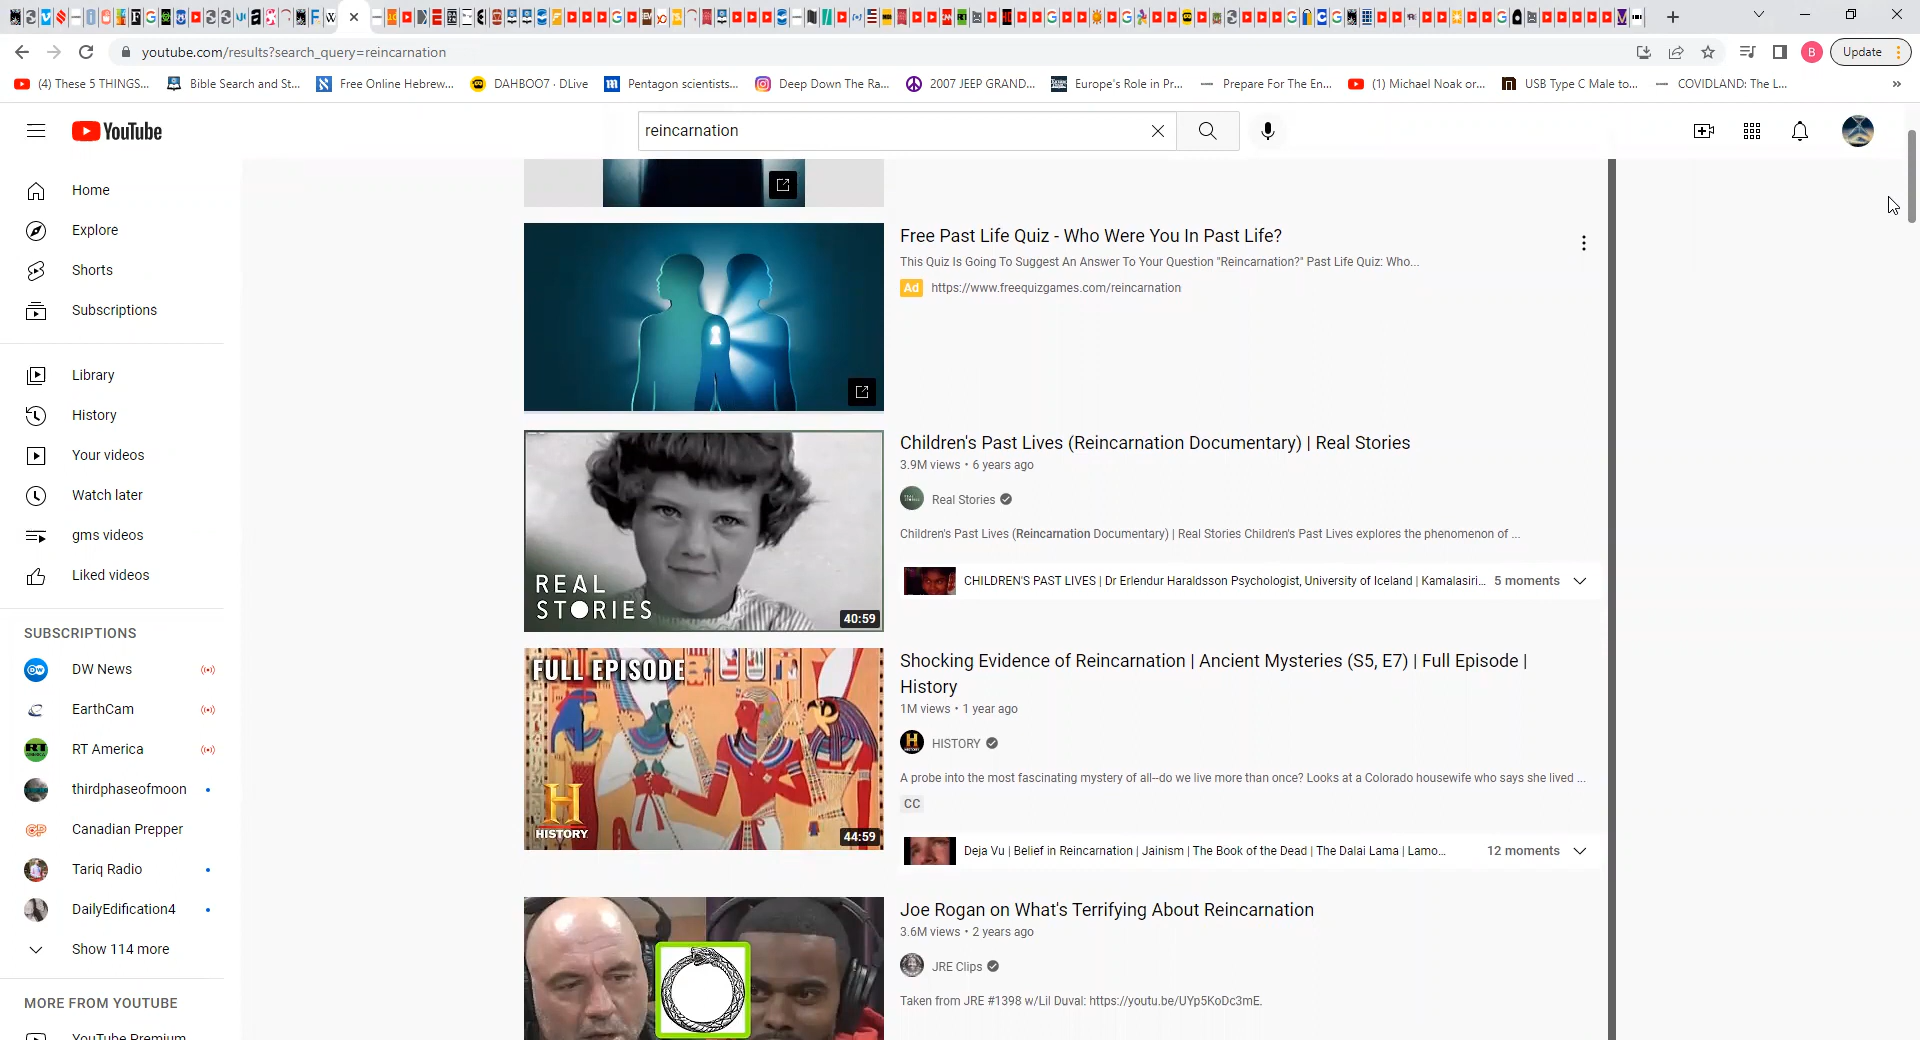 youtube.com/results?search_query=reincarnation
B
Update
(4) These 5 THINGS...
Bible Search and St...
Free Online Hebrew...
DAHBOO7 · DLive
Pentagon scientists...
Deep Down The Ra...
2007 JEEP GRAND...
Europe's Role in Pr...
Prepare For The En...
(1) Michael Noak or...
USB Type C Male to...
COVIDLAND: The L...
»
YouTube
reincarnation
Home
Explore
Shorts
Subscriptions
Library
History
Your videos
Watch later
gms videos
Liked videos
SUBSCRIPTIONS
DW News
EarthCam
RT America
thirdphaseofmoon
Canadian Prepper
Tariq Radio
DailyEdification4
Show 114 more
MORE FROM YOUTUBE
YouTube Premium
Free Past Life Quiz - Who Were You In Past Life?
This Quiz Is Going To Suggest An Answer To Your Question "Reincarnation?" Past Life Quiz: Who...
Ad https://www.freequizgames.com/reincarnation
REAL
STORIES
40:59
Children's Past Lives (Reincarnation Documentary) | Real Stories
3.9M views • 6 years ago
Real Stories
Children's Past Lives (Reincarnation Documentary) | Real Stories Children's Past Lives explores the phenomenon of ...
CHILDREN'S PAST LIVES | Dr Erlendur Haraldsson Psychologist, University of Iceland | Kamalasiri... 5 moments
FULL EPISODE
H
HISTORY
44:59
Shocking Evidence of Reincarnation | Ancient Mysteries (S5, E7) | Full Episode |
History
1M views • 1 year ago
HISTORY
A probe into the most fascinating mystery of all--do we live more than once? Looks at a Colorado housewife who says she lived ...
CC
Deja Vu | Belief in Reincarnation | Jainism | The Book of the Dead | The Dalai Lama | Lamo... 12 moments
Joe Rogan on What's Terrifying About Reincarnation
3.6M views • 2 years ago
JRE Clips
Taken from JRE #1398 w/Lil Duval: https://youtu.be/UYp5KoDc3mE.